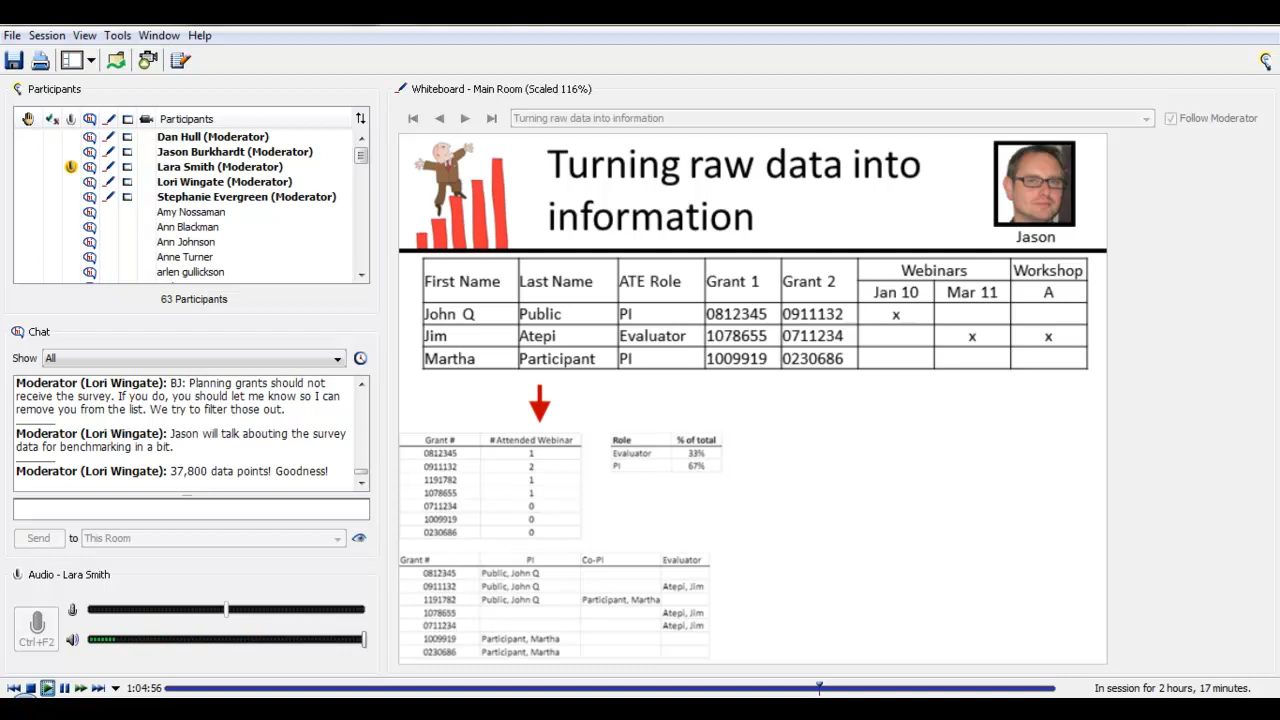 File Session View Tools Window Help
Participants
Participants
Dan Hull (Moderator)
Jason Burkhardt (Moderator)
Lara Smith (Moderator)
Lori Wingate (Moderator)
Stephanie Evergreen (Moderator)
Amy Nossaman
Ann Blackman
Ann Johnson
Anne Turner
arlen gullickson
63 Participants
Chat
Show All
Moderator (Lori Wingate): BJ: Planning grants should not
receive the survey. If you do, you should let me know so I can
remove you from the list. We try to filter those out.
Moderator (Lori Wingate): Jason will talk abouting the survey
data for benchmarking in a bit.
Moderator (Lori Wingate): 37,800 data points! Goodness!
Send to This Room
Audio - Lara Smith
Ctrl+F2
Whiteboard - Main Room (Scaled 116%)
Turning raw data into information Follow Moderator
Turning raw data into
information
Jason
First Name Last Name ATE Role Grant 1 Grant 2 Webinars Workshop
Jan 10 Mar 11 A
John Q Public PI 0812345 0911132 x
Jim Atepi Evaluator 1078655 0711234 x x
Martha Participant PI 1009919 0230686
Grant # # Attended Webinar
0812345 1
0911132 2
1191782 1
1078655 1
0711234 0
1009919 0
0230686 0
Role % of total
Evaluator 33%
PI 67%
Grant # PI Co-PI Evaluator
0812345 Public, John Q
0911132 Public, John Q Atepi, Jim
1191782 Public, John Q Participant, Martha
1078655 Atepi, Jim
0711234 Atepi, Jim
1009919 Participant, Martha
0230686 Participant, Martha
1:04:56 In session for 2 hours, 17 minutes.